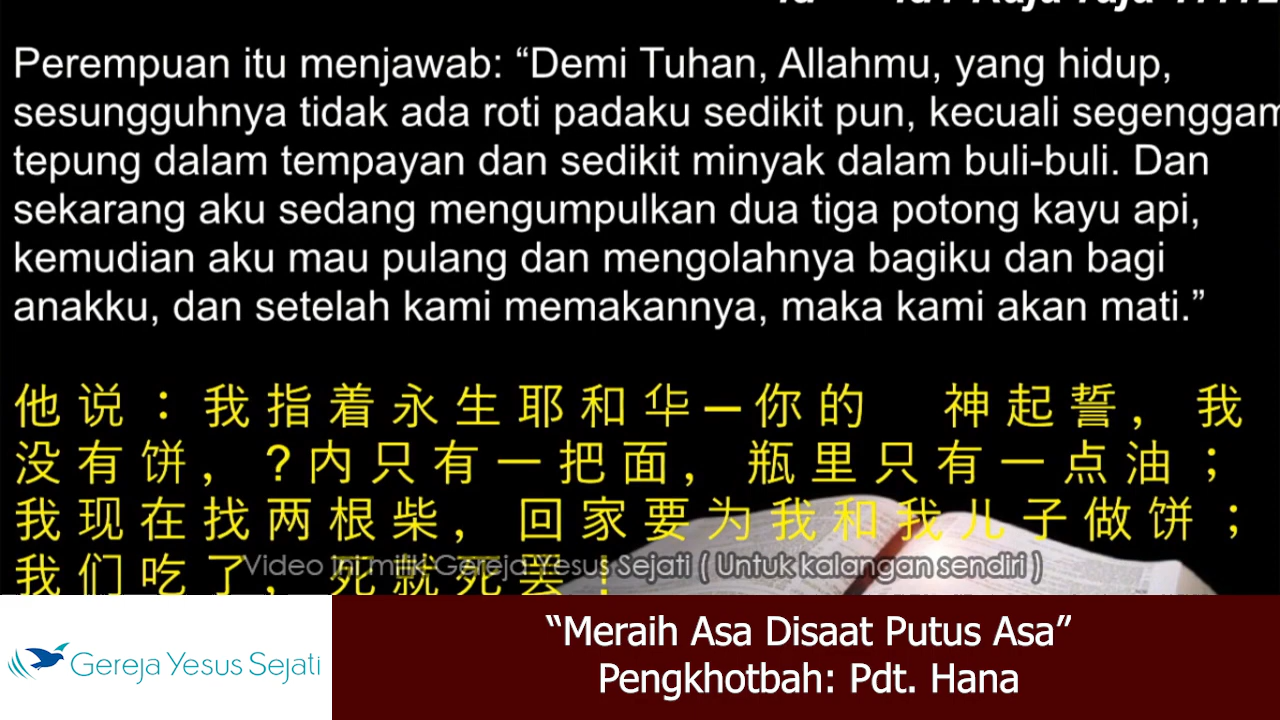 Perempuan itu menjawab: “Demi Tuhan, Allahmu, yang hidup,
sesungguhnya tidak ada roti padaku sedikit pun, kecuali segenggam
tepung dalam tempayan dan sedikit minyak dalam buli-buli. Dan
sekarang aku sedang mengumpulkan dua tiga potong kayu api,
kemudian aku mau pulang dan mengolahnya bagiku dan bagi
anakku, dan setelah kami memakannya, maka kami akan mati.”
他说：我指着永生耶和华—你的 神起誓，我
没有饼，?内只有一把面，瓶里只有一点油；
我现在找两根柴，回家要为我和我儿子做饼；
我们吃了，死就死罢！
Video ini milik Gereja Yesus Sejati ( Untuk kalangan sendiri )
“Meraih Asa Disaat Putus Asa”
Pengkhotbah: Pdt. Hana
Gereja Yesus Sejati